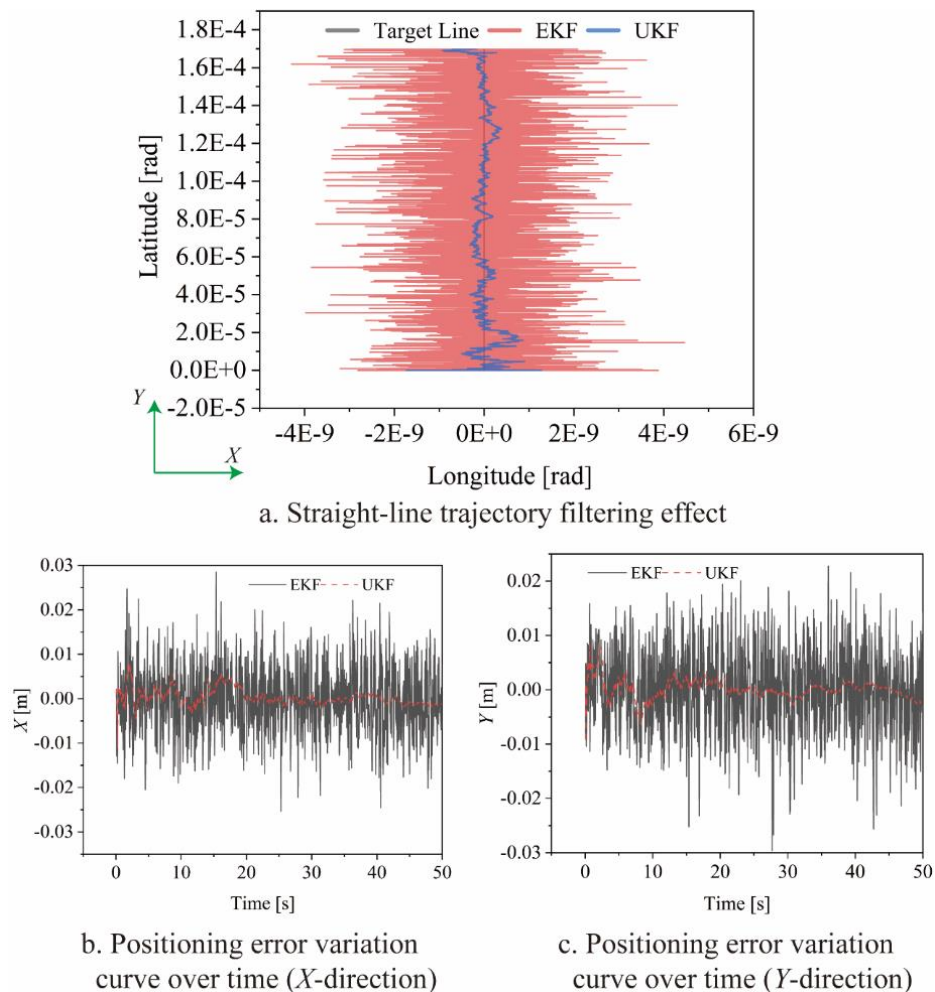 Target Line EKF UKF
1.8E-4
1.6E-4
1.4E-4
1.2E-4
1.0E-4
8.0E-5
6.0E-5
4.0E-5
2.0E-5
0.0E+0
-2.0E-5
Latitude [rad]
Y
X
-4E-9 -2E-9 0E+0 2E-9 4E-9 6E-9
Longitude [rad]
a. Straight-line trajectory filtering effect
EKF UKF
0.03
0.02
0.01
0.00
-0.01
-0.02
-0.03
X [m]
0 10 20 30 40 50
Time [s]
b. Positioning error variation
curve over time (X-direction)
EKF UKF
0.02
0.01
0.00
-0.01
-0.02
-0.03
Y [m]
0 10 20 30 40 50
Time [s]
c. Positioning error variation
curve over time (Y-direction)